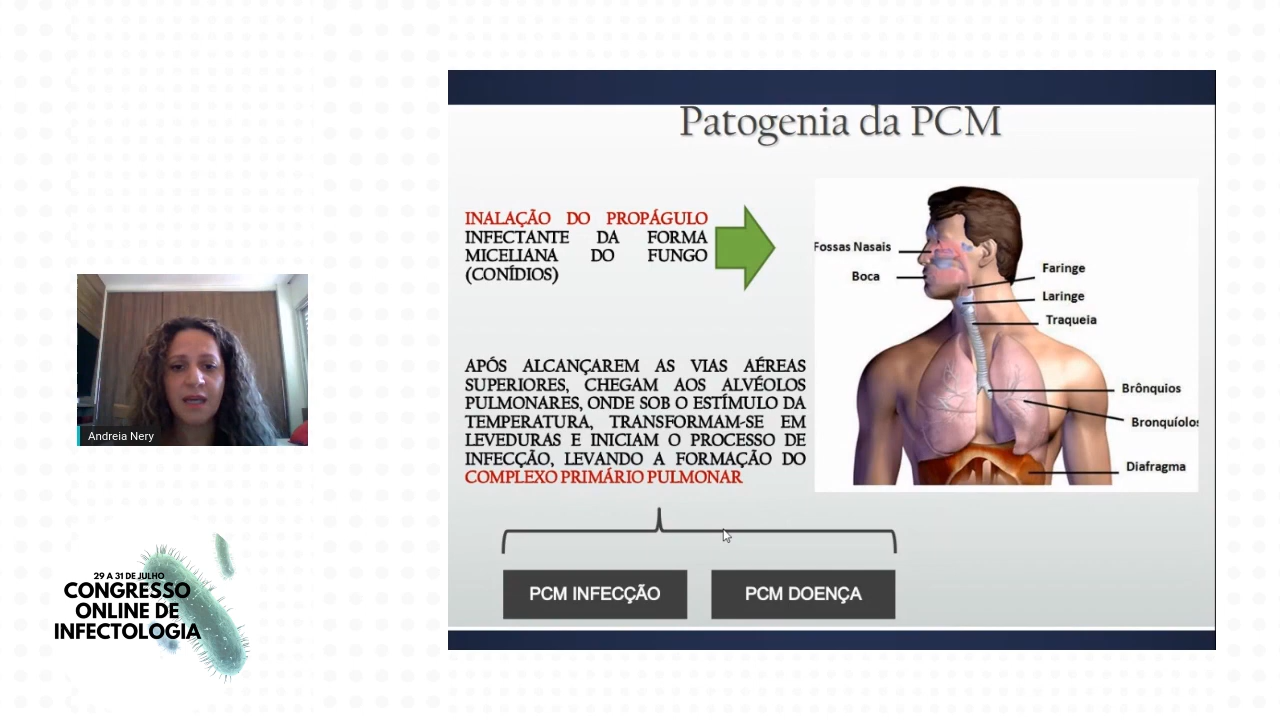 Patogenia da PCM
INALAÇÃO DO PROPÁGULO
INFECTANTE DA FORMA
MICELIANA DO FUNGO
(CONÍDIOS)
Fossas Nasais
Boca
Faringe
Laringe
Traqueia
Brônquios
Bronquíolos
Diafragma
APÓS ALCANÇAREM AS VIAS AÉREAS
SUPERIORES, CHEGAM AOS ALVÉOLOS
PULMONARES, ONDE SOB O ESTÍMULO DA
TEMPERATURA, TRANSFORMAM-SE EM
LEVEDURAS E INICIAM O PROCESSO DE
INFECÇÃO, LEVANDO A FORMAÇÃO DO
COMPLEXO PRIMÁRIO PULMONAR
PCM INFECÇÃO
PCM DOENÇA
Andreia Nery
29 A 31 DE JULHO
CONGRESSO
ONLINE DE
INFECTOLOGIA